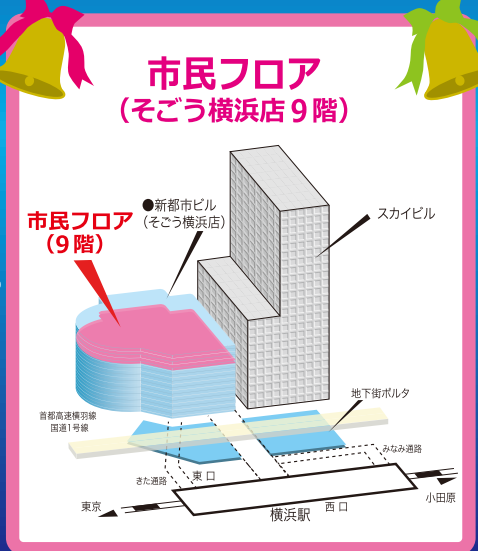 市民フロア
(そごう横浜店9階)
●新都市ビル
(そごう横浜店)
スカイビル
市民フロア
(9階)
地下街ポルタ
首都高速横羽線
国道1号線
みなみ通路
きた通路
東口
東京
横浜駅
西口
小田原